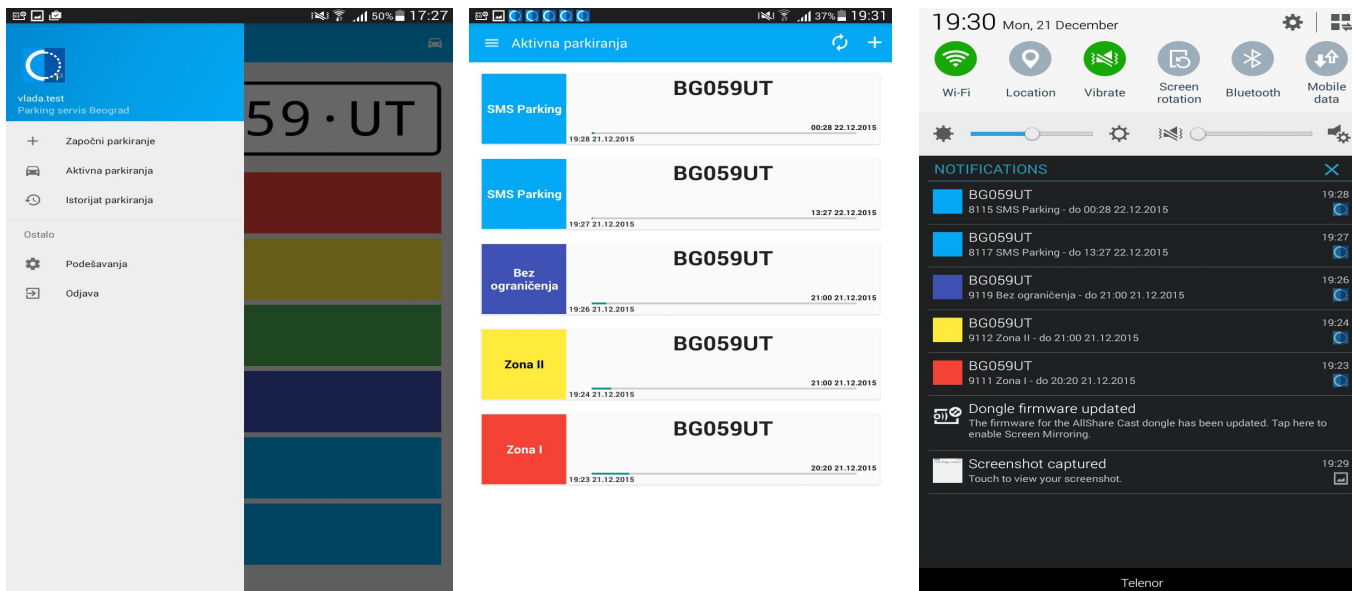 50% 17:27
vlada.test
Parking servis Beograd
59·UT
Započni parkiranje
Aktivna parkiranja
Istorijat parkiranja
Ostalo
Podešavanja
Odjava
37% 19:31
Aktivna parkiranja
SMS Parking
BG059UT
00:28 22.12.2015
19:28 21.12.2015
SMS Parking
BG059UT
13:27 22.12.2015
19:27 21.12.2015
Bez
ograničenja
BG059UT
21:00 21.12.2015
19:26 21.12.2015
Zona II
BG059UT
21:00 21.12.2015
19:24 21.12.2015
Zona I
BG059UT
20:20 21.12.2015
19:23 21.12.2015
19:30 Mon, 21 December
Wi-Fi
Location
Vibrate
Screen
rotation
Bluetooth
Mobile
data
NOTIFICATIONS
BG059UT 19:28
8115 SMS Parking - do 00:28 22.12.2015
BG059UT 19:27
8117 SMS Parking - do 13:27 22.12.2015
BG059UT 19:26
9119 Bez ograničenja - do 21:00 21.12.2015
BG059UT 19:24
9112 Zona II - do 21:00 21.12.2015
BG059UT 19:23
9111 Zona I - do 20:20 21.12.2015
Dongle firmware updated
The firmware for the AllShare Cast dongle has been updated. Tap here to
enable Screen Mirroring.
Screenshot captured 19:29
Touch to view your screenshot.
Telenor